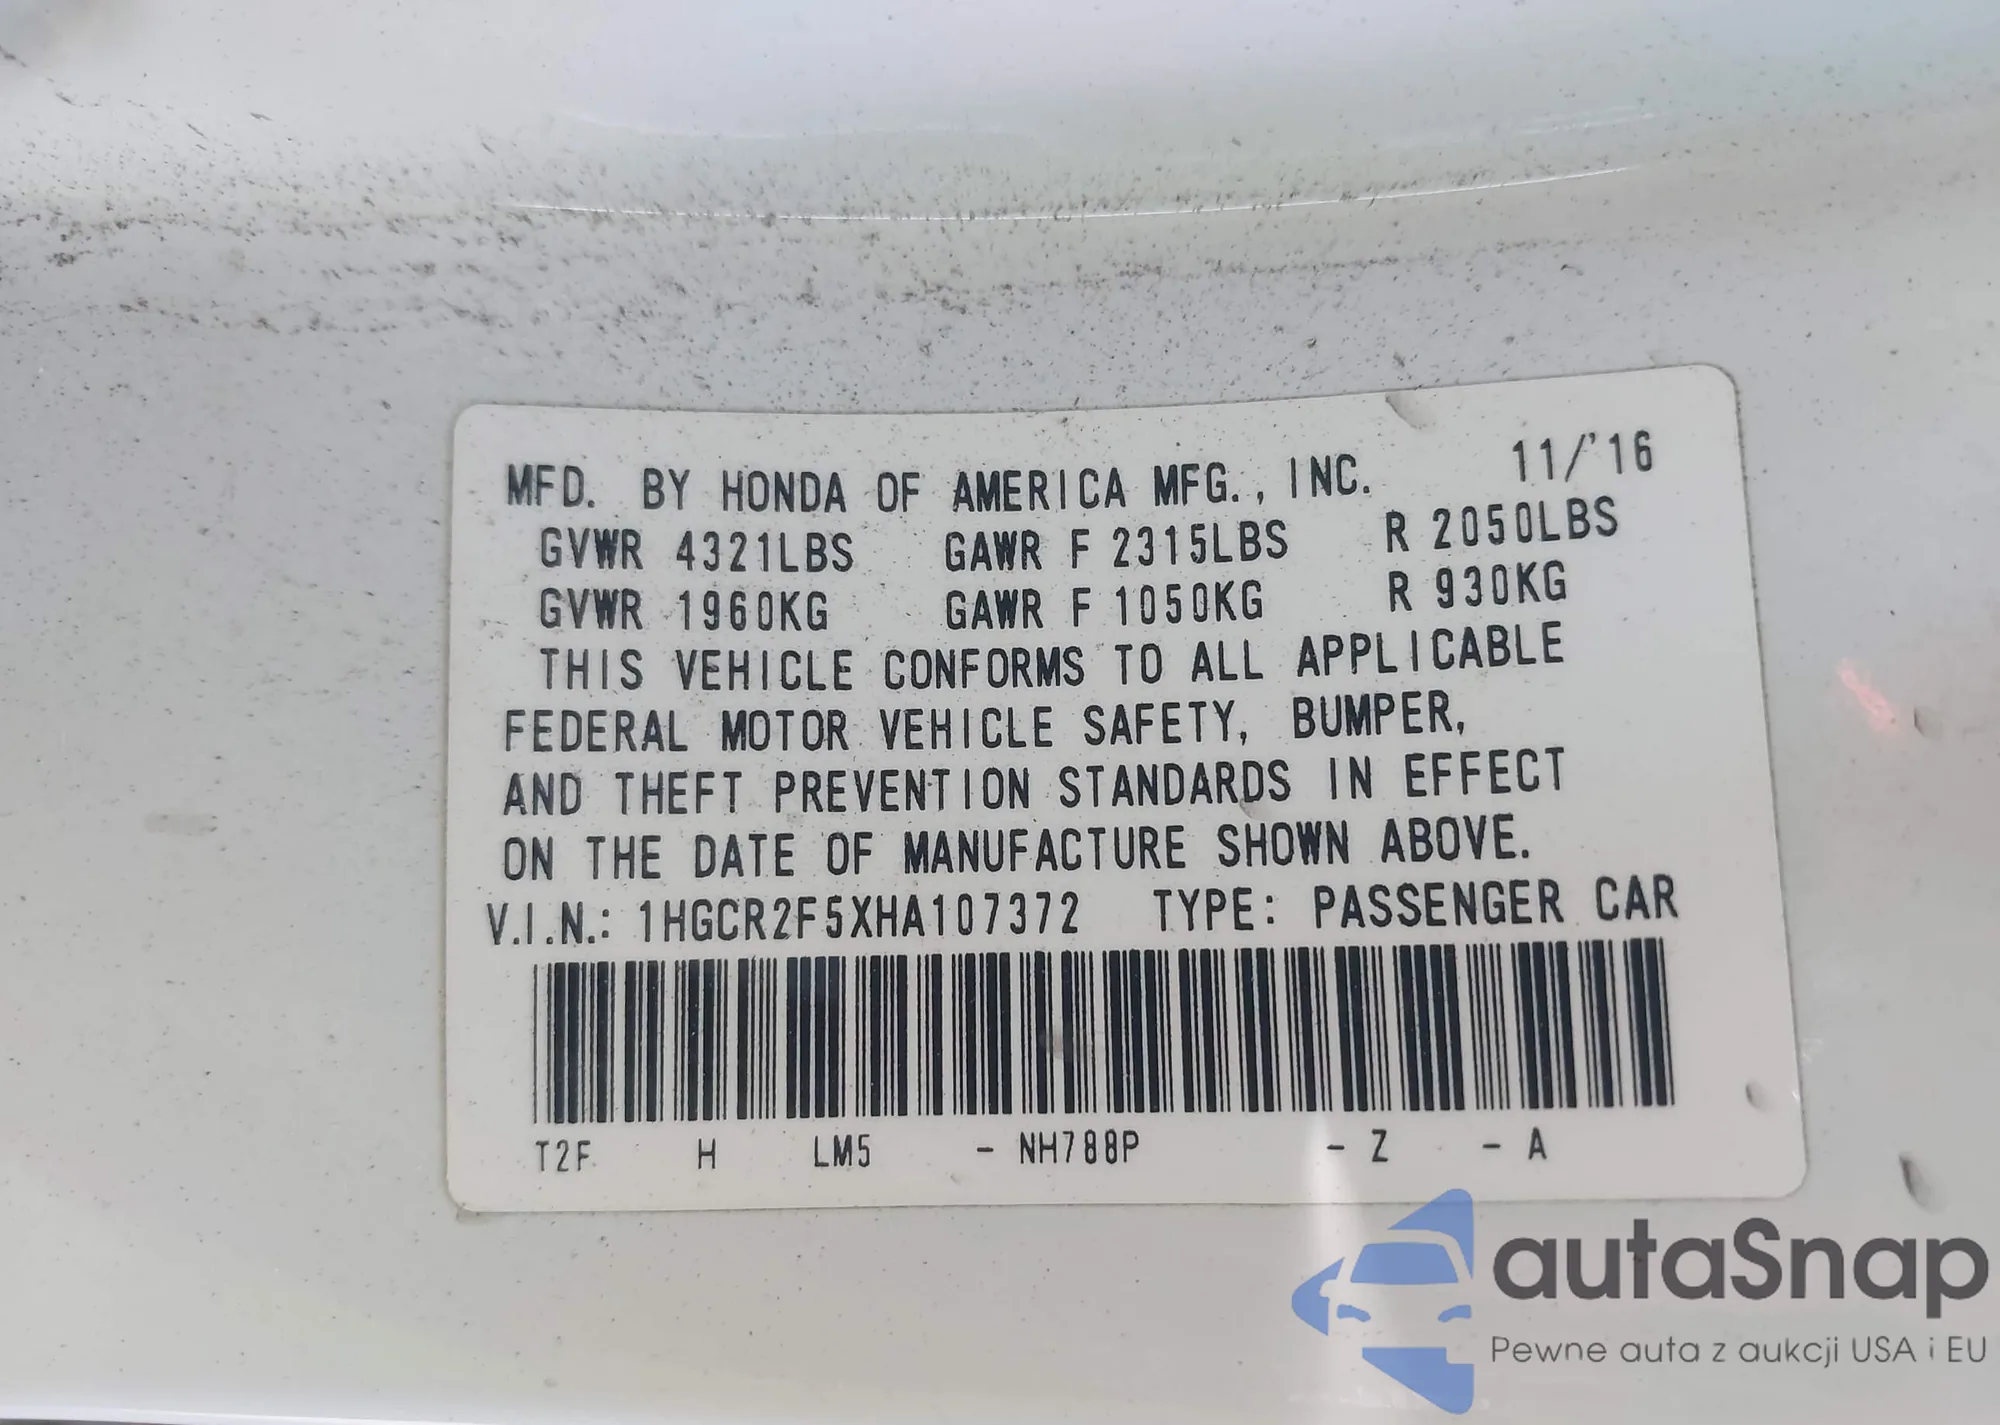 MFD. BY HONDA OF AMERICA MFG., INC. 11/'16
GVWR 4321LBS GAWR F 2315LBS R 2050LBS
GVWR 1960KG GAWR F 1050KG R 930KG
THIS VEHICLE CONFORMS TO ALL APPLICABLE
FEDERAL MOTOR VEHICLE SAFETY, BUMPER,
AND THEFT PREVENTION STANDARDS IN EFFECT
ON THE DATE OF MANUFACTURE SHOWN ABOVE.
V.I.N.: 1HGCR2F5XHA107372 TYPE: PASSENGER CAR
T2F H LM5 - NH788P - Z - A
autaSnap
Pewne auta z aukcji USA i EU